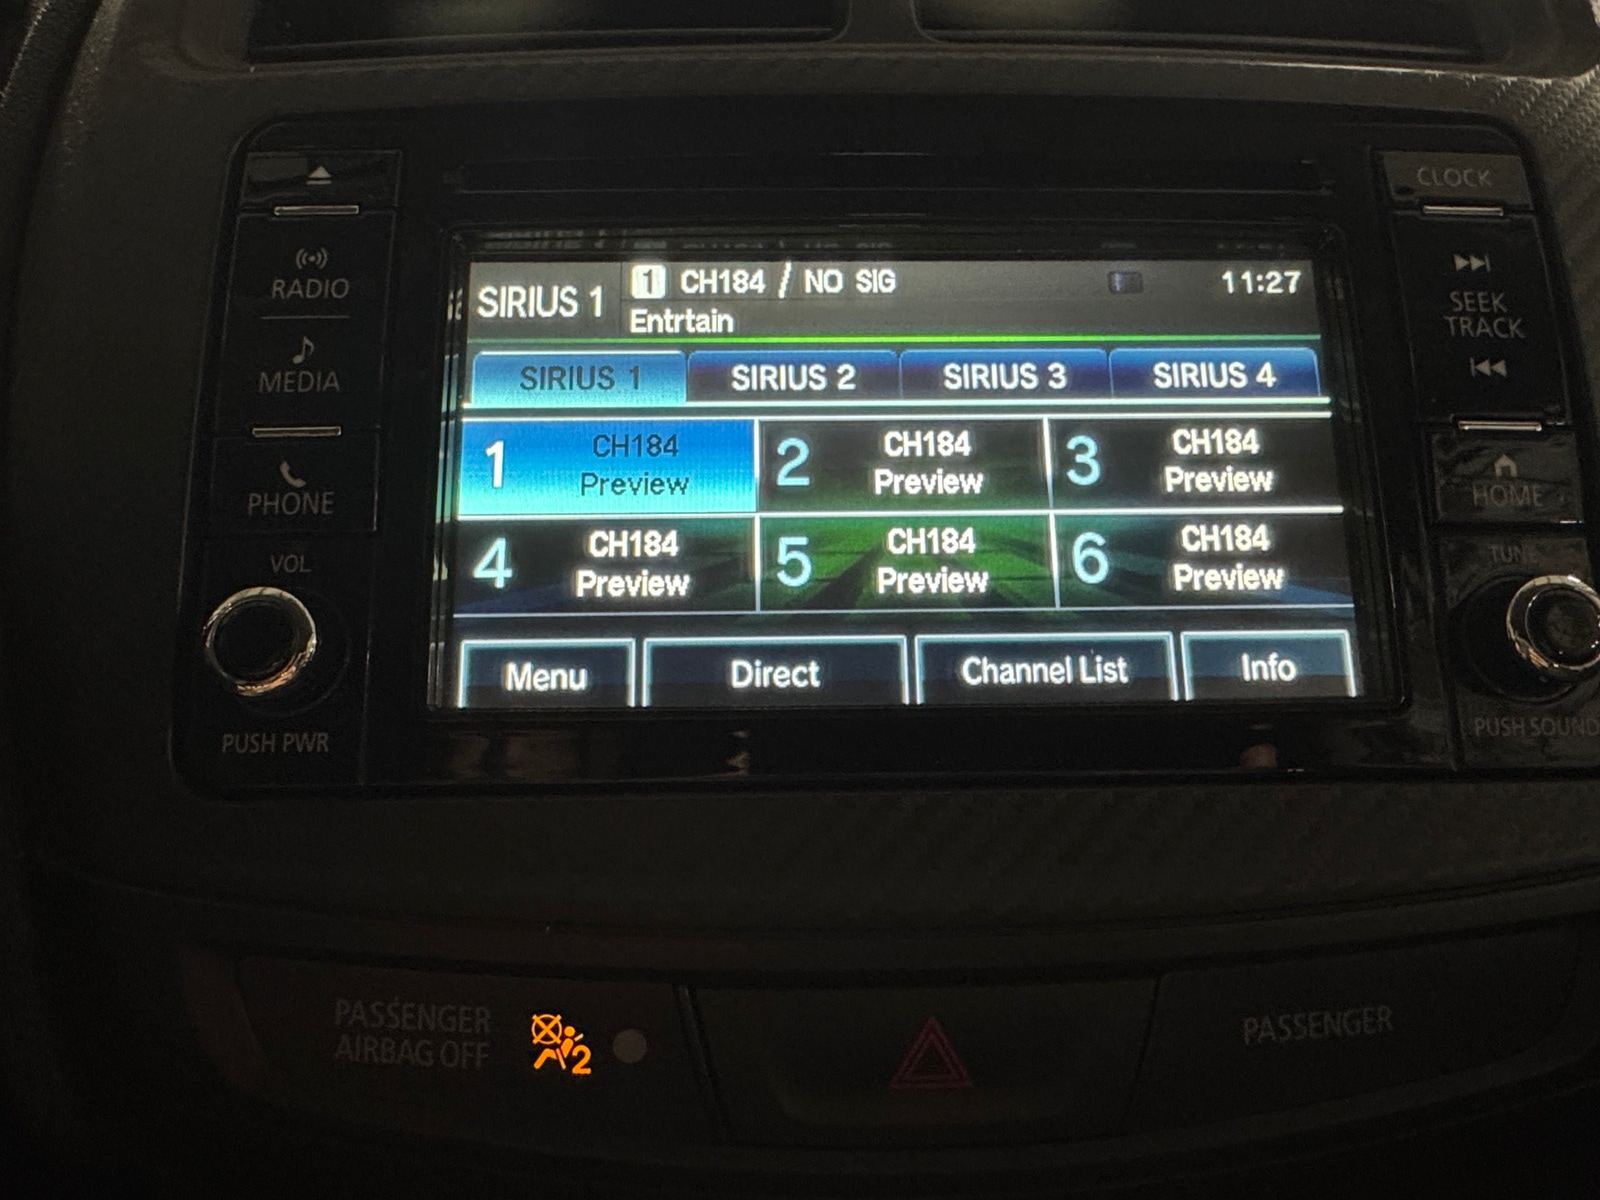 CLOCK
RADIO
MEDIA
PHONE
VOL
PUSH PWR
SEEK
TRACK
HOME
TUNE
PUSH SOUND
SIRIUS 1
1 CH184 / NO SIG
11:27
Entrtain
SIRIUS 1 SIRIUS 2 SIRIUS 3 SIRIUS 4
1 CH184 Preview
2 CH184 Preview
3 CH184 Preview
4 CH184 Preview
5 CH184 Preview
6 CH184 Preview
Menu Direct Channel List Info
PASSENGER
AIRBAG OFF
2
PASSENGER